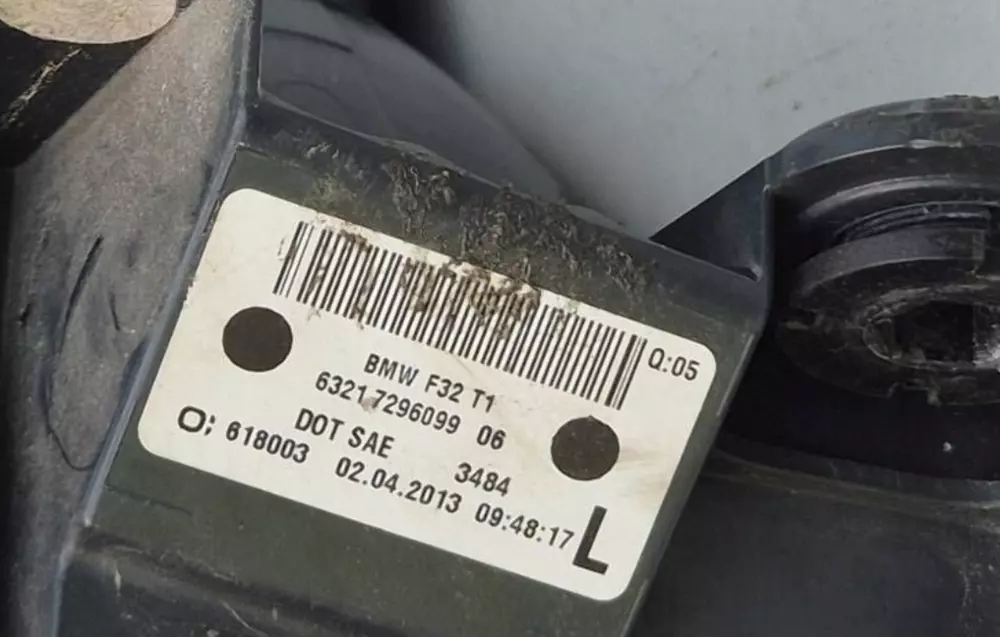 Q:05
BMW F32 T1
6321 7296099 06
DOT SAE 3484
O; 618003 02.04.2013 09:48:17 L